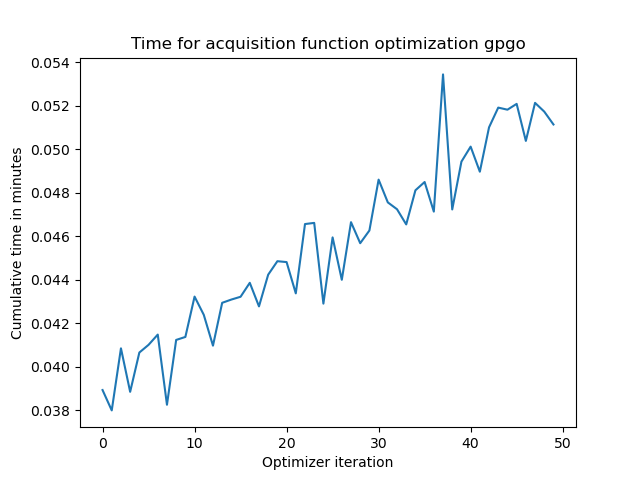 Time for acquisition function optimization gpgo
0.054
0.052
0.050
0.048
0.046
0.044
0.042
0.040
0.038
Cumulative time in minutes
0 10 20 30 40 50
Optimizer iteration